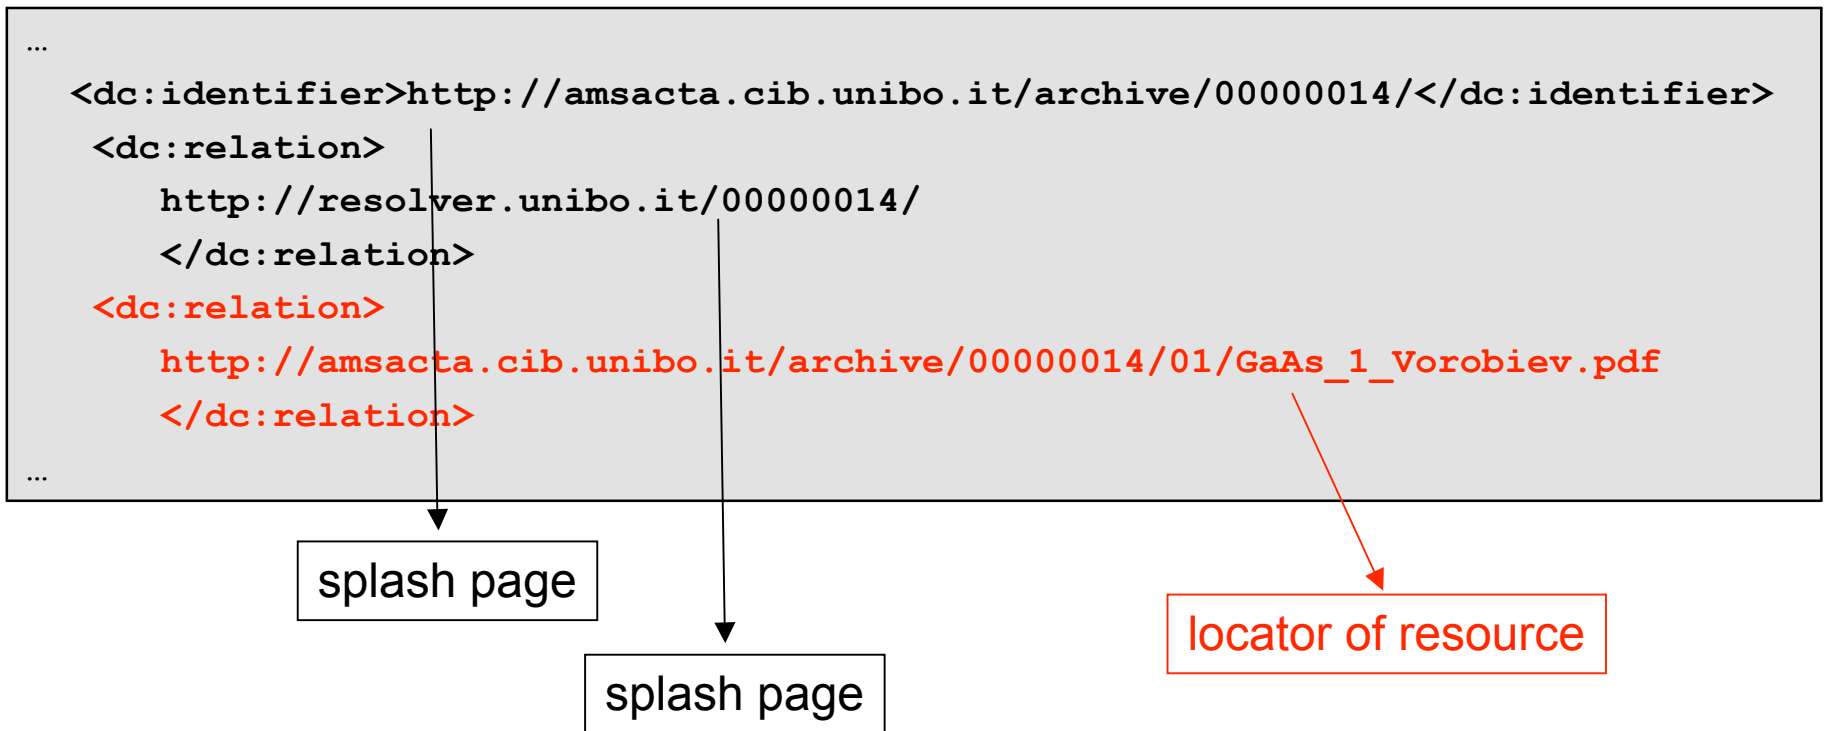 ...
<dc:identifier>http://amsacta.cib.unibo.it/archive/00000014/</dc:identifier>
<dc:relation>
http://resolver.unibo.it/00000014/
</dc:relation>
<dc:relation>
http://amsacta.cib.unibo.it/archive/00000014/01/GaAs_1_Vorobiev.pdf
</dc:relation>
...
splash page
splash page
locator of resource